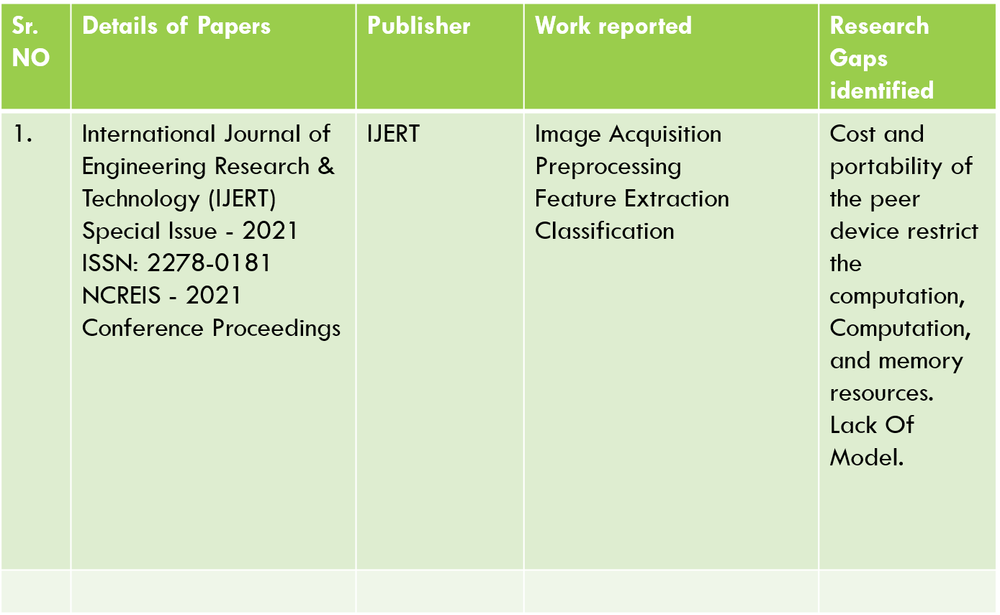 Sr.
NO
Details of Papers
Publisher
Work reported
Research
Gaps
identified
1.
International Journal of
Engineering Research &
Technology (IJERT)
Special Issue - 2021
ISSN: 2278-0181
NCREIS - 2021
Conference Proceedings
IJERT
Image Acquisition
Preprocessing
Feature Extraction
Classification
Cost and
portability of
the peer
device restrict
the
computation,
Computation,
and memory
resources.
Lack Of
Model.